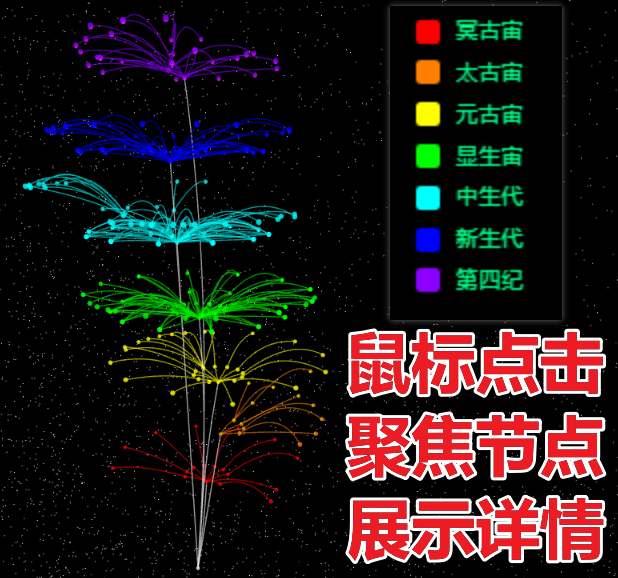 冥古宙
太古宙
元古宙
显生宙
中生代
新生代
第四纪
鼠标点击
聚焦节点
展示详情